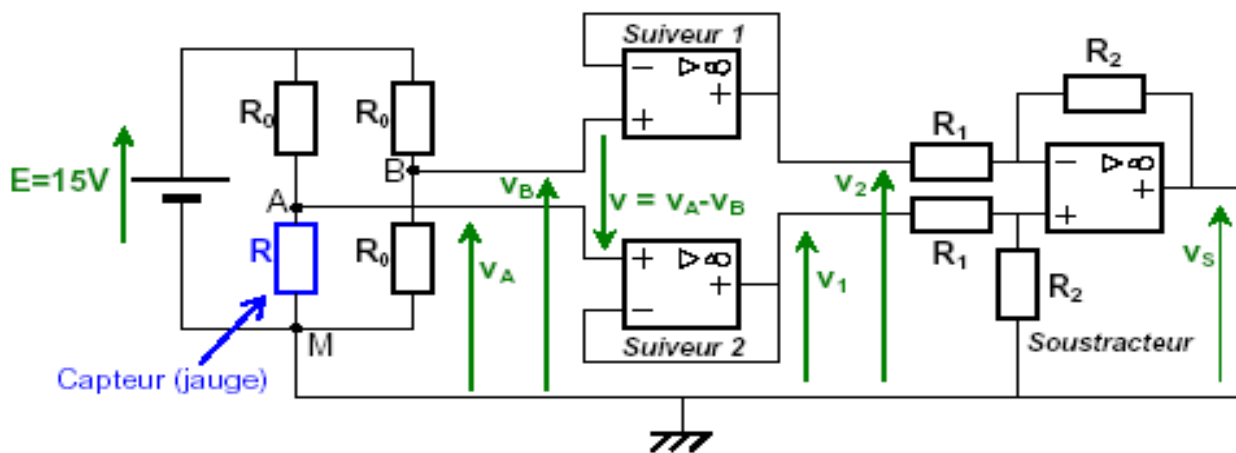 Suiveur 1
R₀
R₀
E=15V
A
B
R
R₀
M
Capteur (jauge)
v_A
v_B
v = v_A-v_B
−
+
▷ ∞
+
+
−
▷ ∞
+
Suiveur 2
v₁
v₂
R₁
R₁
R₂
−
+
▷ ∞
+
R₂
Soustracteur
v_S